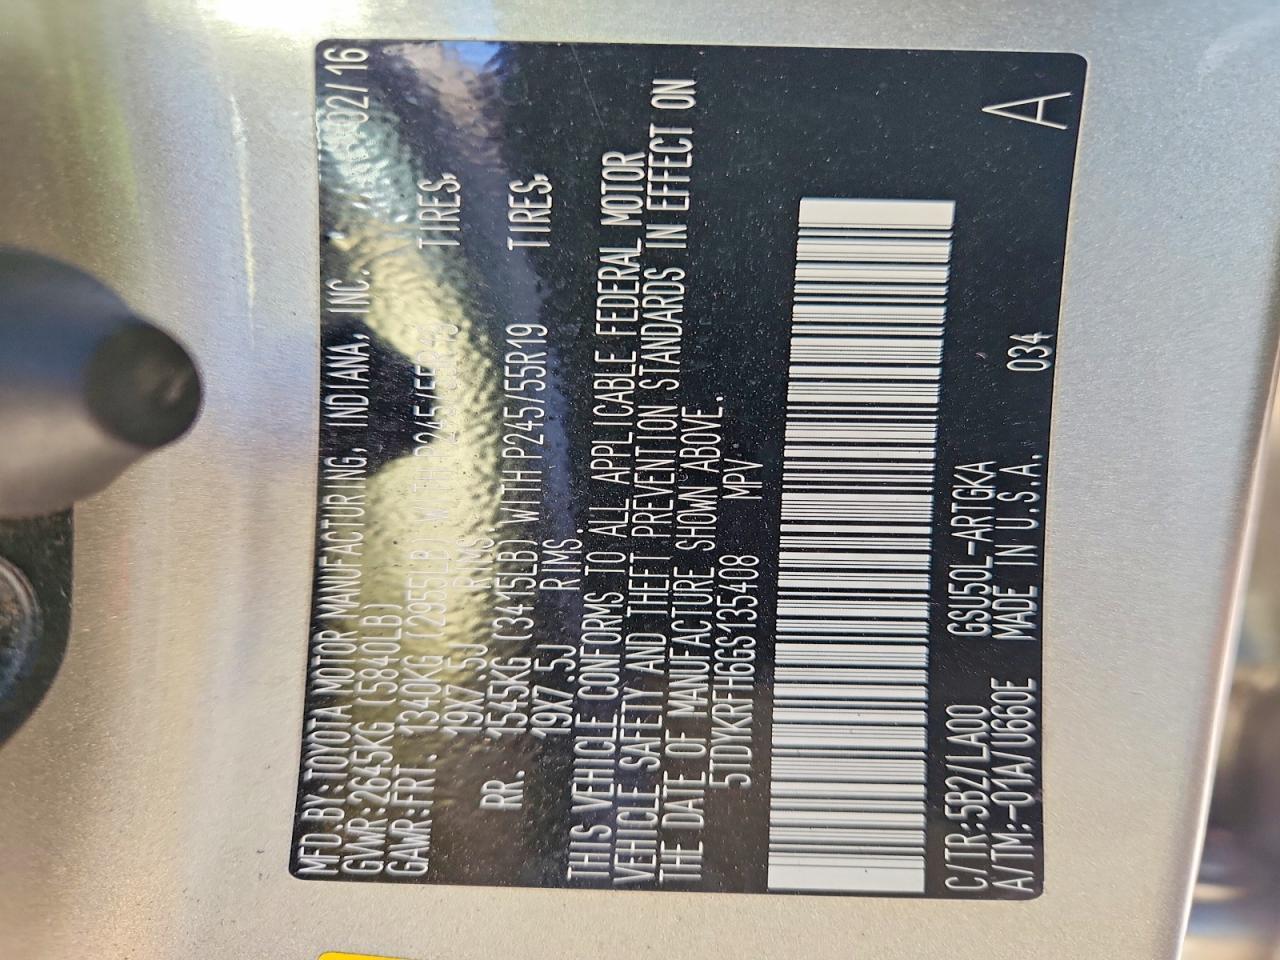 MFD.BY:TOYOTA MOTOR MANUFACTURING, INDIANA, INC. 02/16
GVWR:2645KG (5840LB)
GAWR:FRT. 1340KG (2955LB) WITH P245/55R19 TIRES,
19X7.5J RIMS.
RR. 1545KG (3415LB) WITH P245/55R19 TIRES,
19X7.5J RIMS.
THIS VEHICLE CONFORMS TO ALL APPLICABLE FEDERAL MOTOR
VEHICLE SAFETY AND THEFT PREVENTION STANDARDS IN EFFECT ON
THE DATE OF MANUFACTURE SHOWN ABOVE.
5TDYKRFH6GS135408 MPV
C/TR:5B2/LA00 GSU50L-ARTGKA
A/TM:-01A/U660E MADE IN U.S.A. 034
A